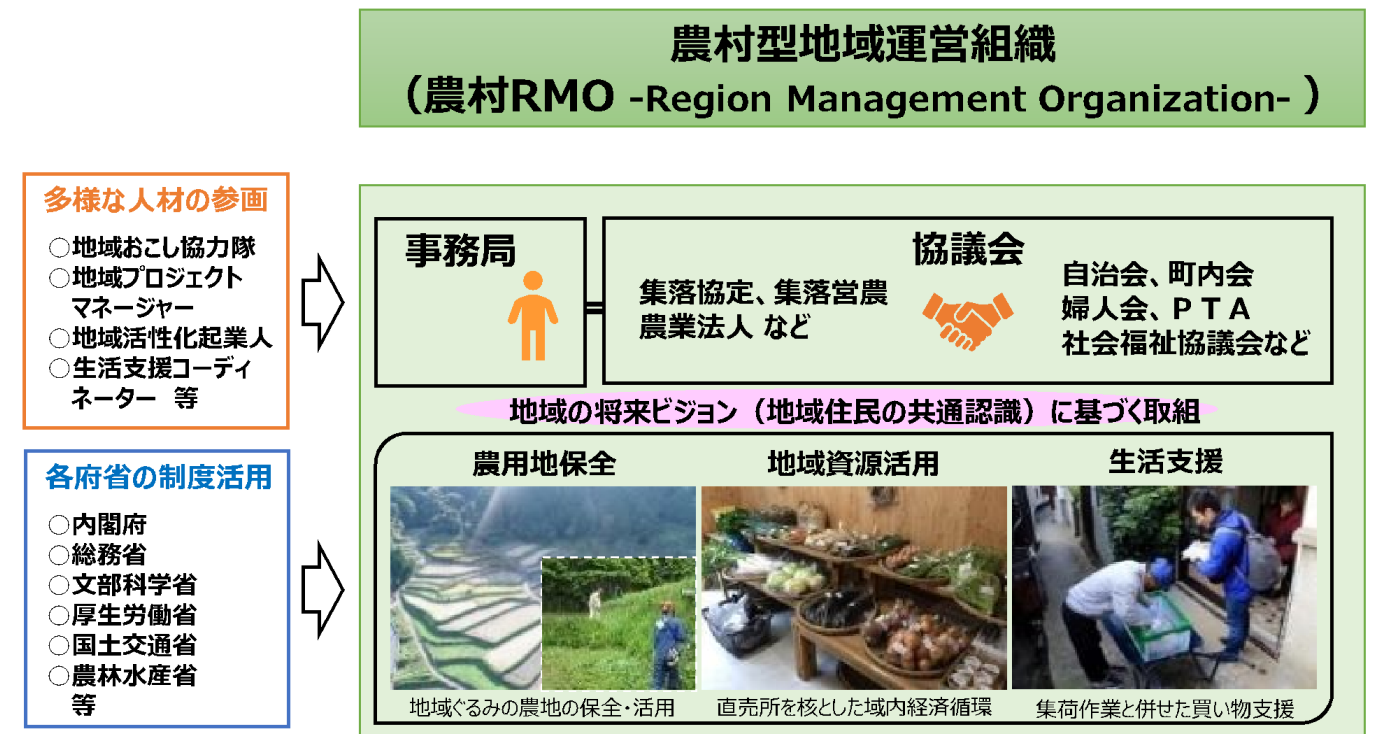 農村型地域運営組織
（農村RMO -Region Management Organization- ）
多様な人材の参画
○地域おこし協力隊
○地域プロジェクト
マネージャー
○地域活性化起業人
○生活支援コーディ
ネーター 等
各府省の制度活用
○内閣府
○総務省
○文部科学省
○厚生労働省
○国土交通省
○農林水産省
等
事務局
協議会
集落協定、集落営農
農業法人 など
自治会、町内会
婦人会、ＰＴＡ
社会福祉協議会など
地域の将来ビジョン（地域住民の共通認識）に基づく取組
農用地保全
地域資源活用
生活支援
地域ぐるみの農地の保全・活用
直売所を核とした域内経済循環
集荷作業と併せた買い物支援